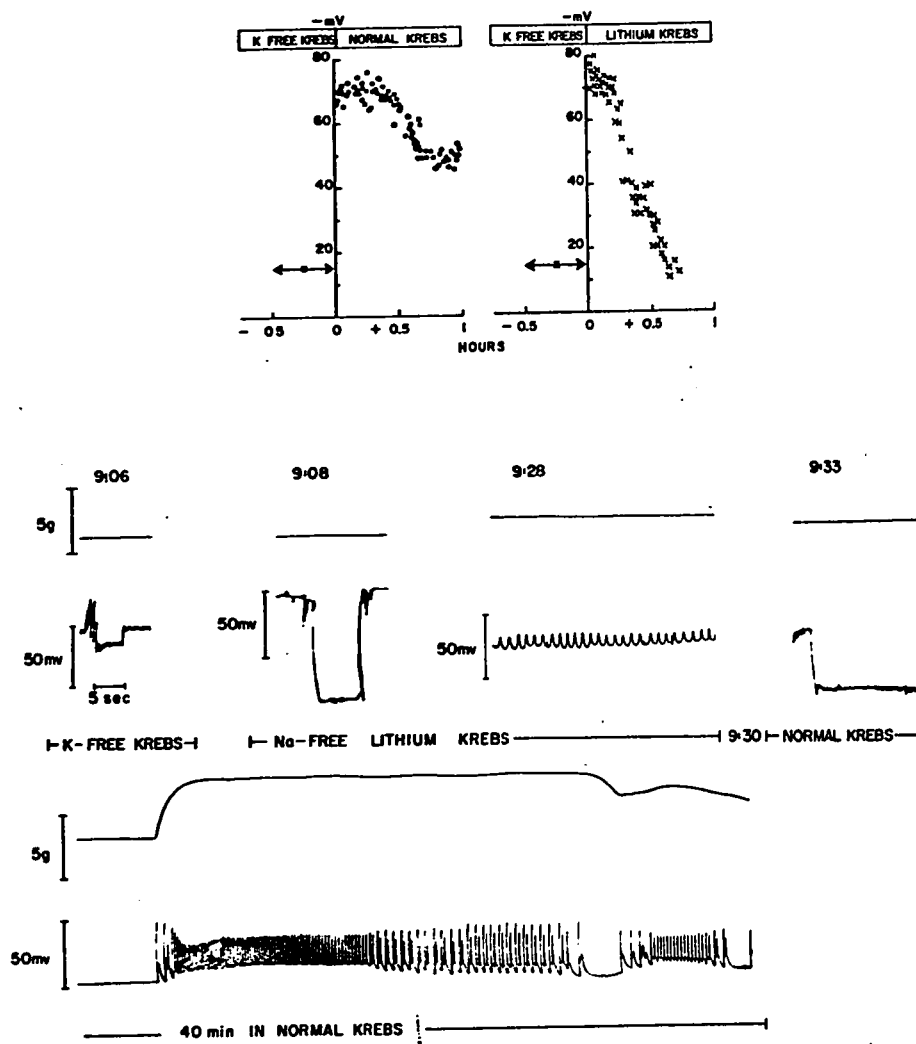 -mV -mV
K FREE KREBS NORMAL KREBS K FREE KREBS LITHIUM KREBS
80 80
60 60
40 40
20 20
- 0.5 0 + 0.5 1 - 0.5 0 + 0.5 1
HOURS
9:06 9:08 9:28 9:33
5g
50mv 50mv 50mv
5 sec
K-FREE KREBS Na-FREE LITHIUM KREBS 9:30 NORMAL KREBS
5g
50mv
40 min IN NORMAL KREBS